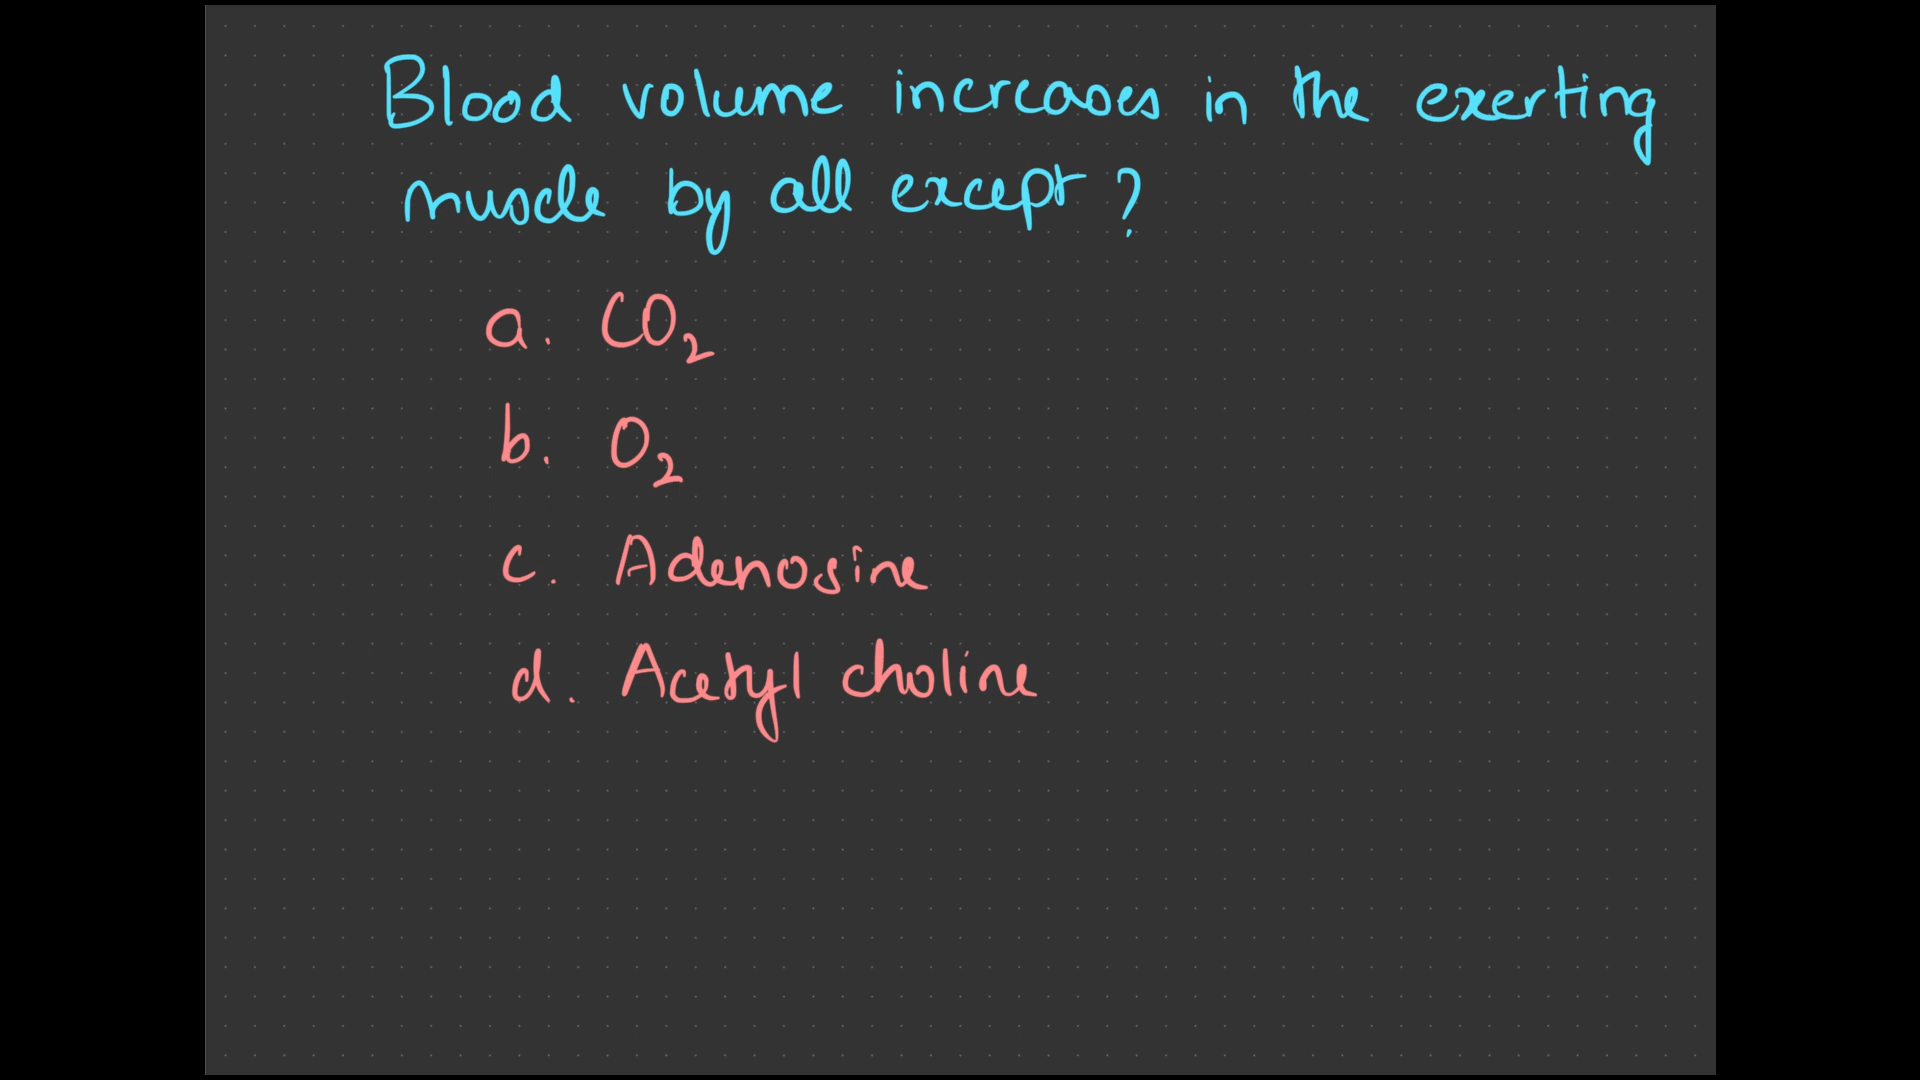 Blood volume increases in the exerting
muscle by all except?
a. CO₂
b. O₂
c. Adenosine
d. Acetyl choline